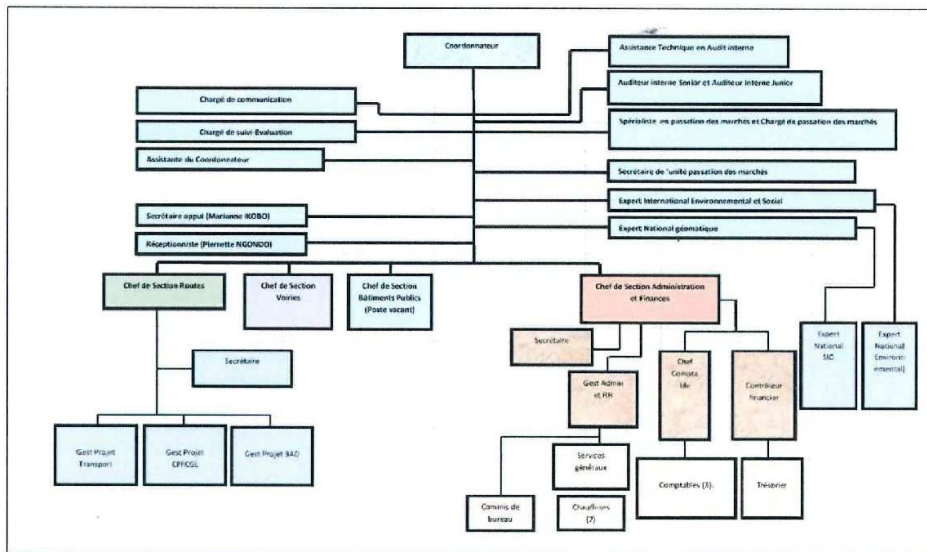 Coordonnateur
Assistance Technique en Audit interne
Auditeur interne Senior et Auditeur Interne Junior
Chargé de communication
Spécialiste en passation des marchés et Chargé de passation des marchés
Chargé de suivi-Evaluation
Assistante du Coordonnateur
Secrétaire de l'unité passation des marchés
Expert International Environnemental et Social
Secrétaire appui (Marianne IKOBO)
Expert National géomatique
Réceptionniste (Pierrette NGONDO)
Chef de Section Routes
Chef de Section
Voiries
Chef de Section
Bâtiments Publics
(Poste vacant)
Chef de Section Administration
et Finances
Secrétaire
Secrétaire
Gest Admin
et RH
Chef
Compta
ble
Contrôleur
financier
Expert
National
SIG
Expert
National
Environn
emental)
Gest Projet
Transport
Gest Projet
CPFCGL
Gest Projet BAD
Services
généraux
Comptables (3).
Trésorier
Commis de
bureau
Chauffeurs
(7)